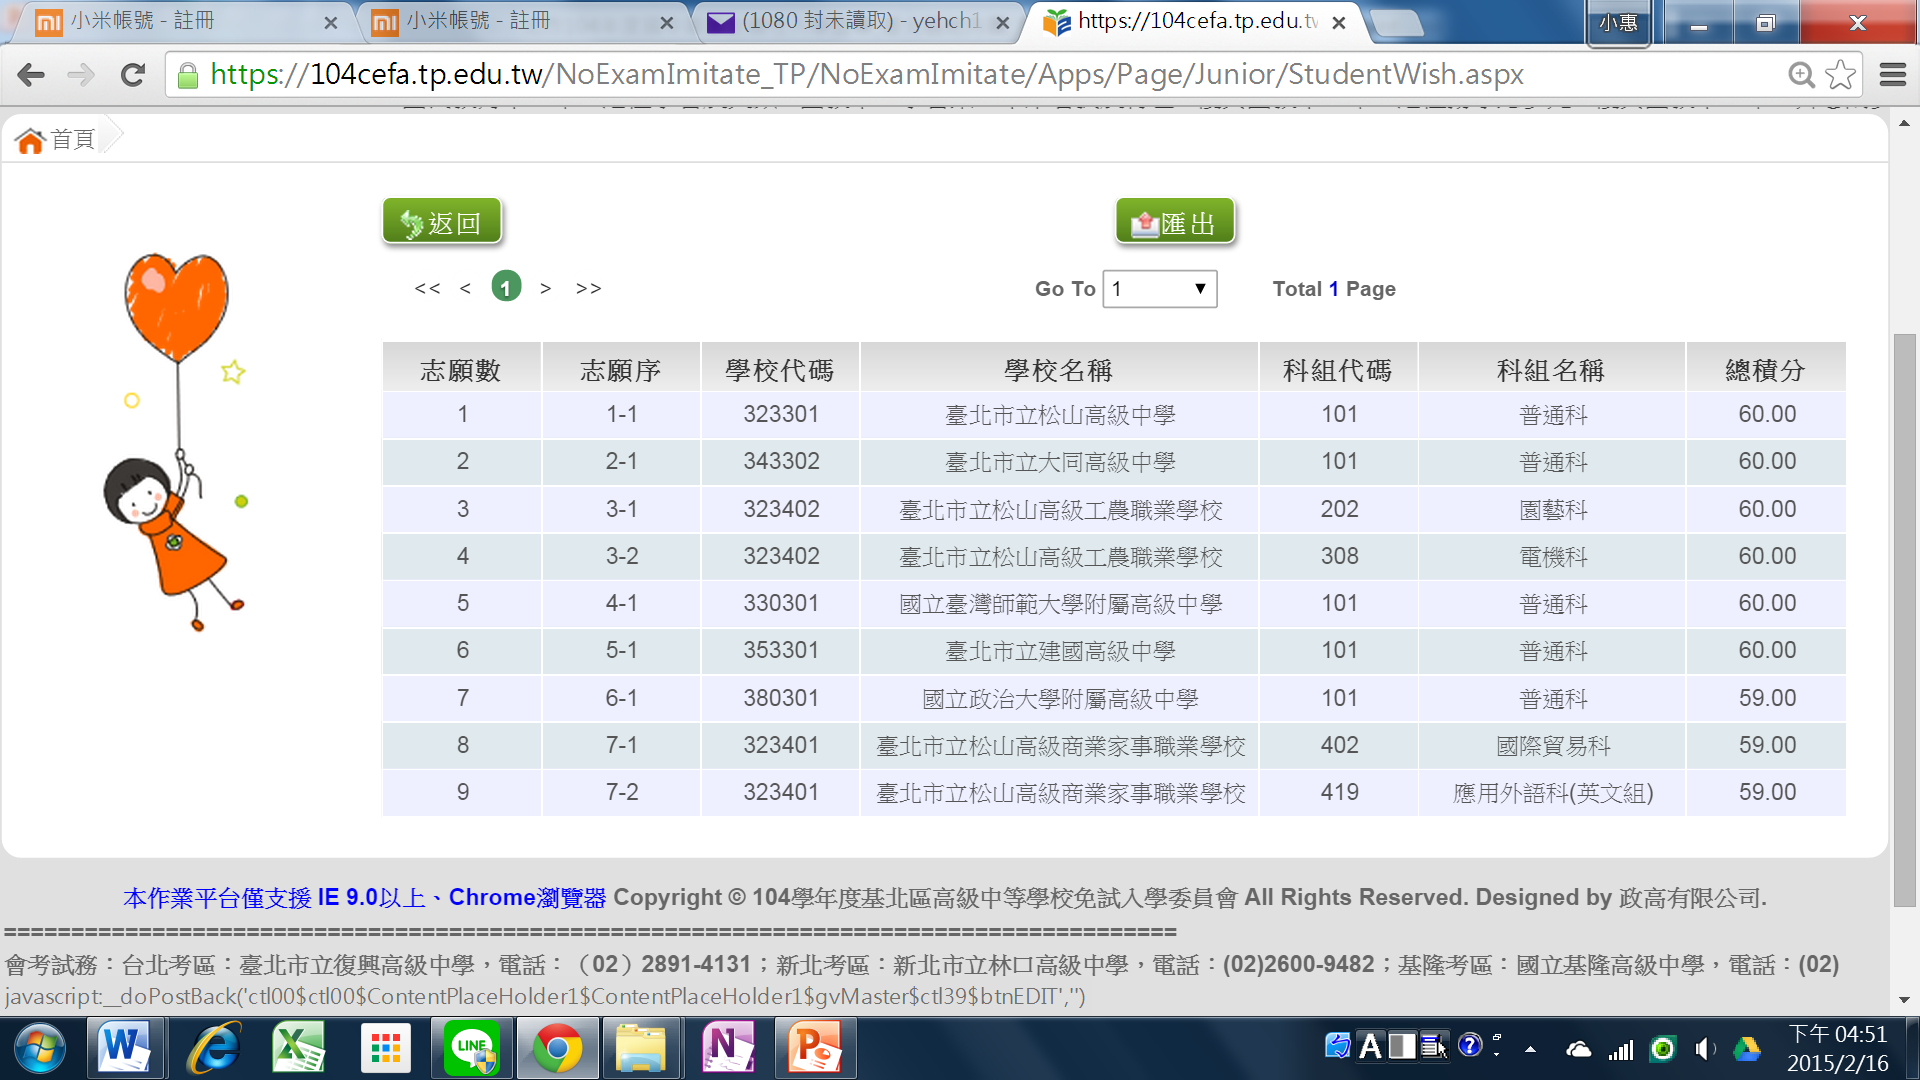 小米帳號 - 註冊
小米帳號 - 註冊
(1080 封未讀取) - yehch1
https://104cefa.tp.edu.tw
小惠
https://104cefa.tp.edu.tw/NoExamImitate_TP/NoExamImitate/Apps/Page/Junior/StudentWish.aspx
首頁
返回
匯出
<< < 1 > >>
Go To 1
Total 1 Page
志願數 志願序 學校代碼 學校名稱 科組代碼 科組名稱 總積分
1 1-1 323301 臺北市立松山高級中學 101 普通科 60.00
2 2-1 343302 臺北市立大同高級中學 101 普通科 60.00
3 3-1 323402 臺北市立松山高級工農職業學校 202 園藝科 60.00
4 3-2 323402 臺北市立松山高級工農職業學校 308 電機科 60.00
5 4-1 330301 國立臺灣師範大學附屬高級中學 101 普通科 60.00
6 5-1 353301 臺北市立建國高級中學 101 普通科 60.00
7 6-1 380301 國立政治大學附屬高級中學 101 普通科 59.00
8 7-1 323401 臺北市立松山高級商業家事職業學校 402 國際貿易科 59.00
9 7-2 323401 臺北市立松山高級商業家事職業學校 419 應用外語科(英文組) 59.00
本作業平台僅支援 IE 9.0以上、Chrome瀏覽器 Copyright © 104學年度基北區高級中等學校免試入學委員會 All Rights Reserved. Designed by 政高有限公司.
=====================================================================================
會考試務：台北考區：臺北市立復興高級中學，電話：（02）2891-4131；新北考區：新北市立林口高級中學，電話：(02)2600-9482；基隆考區：國立基隆高級中學，電話：(02)
javascript:__doPostBack('ctl00$ctl00$ContentPlaceHolder1$ContentPlaceHolder1$gvMaster$ctl39$btnEDIT','')
LINE
A
下午 04:51
2015/2/16